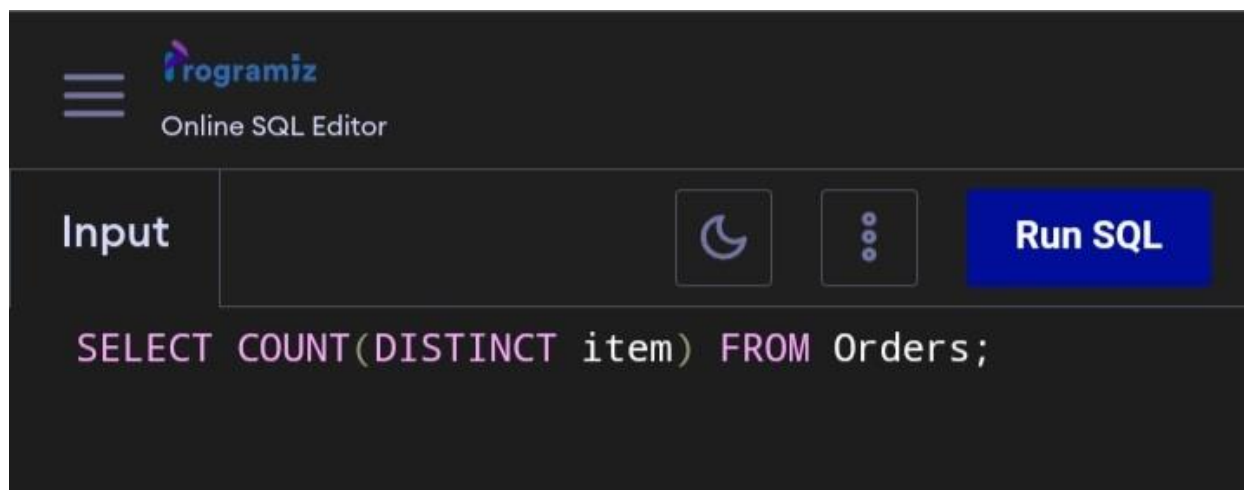 Programiz
Online SQL Editor
Input
Run SQL
SELECT COUNT(DISTINCT item) FROM Orders;